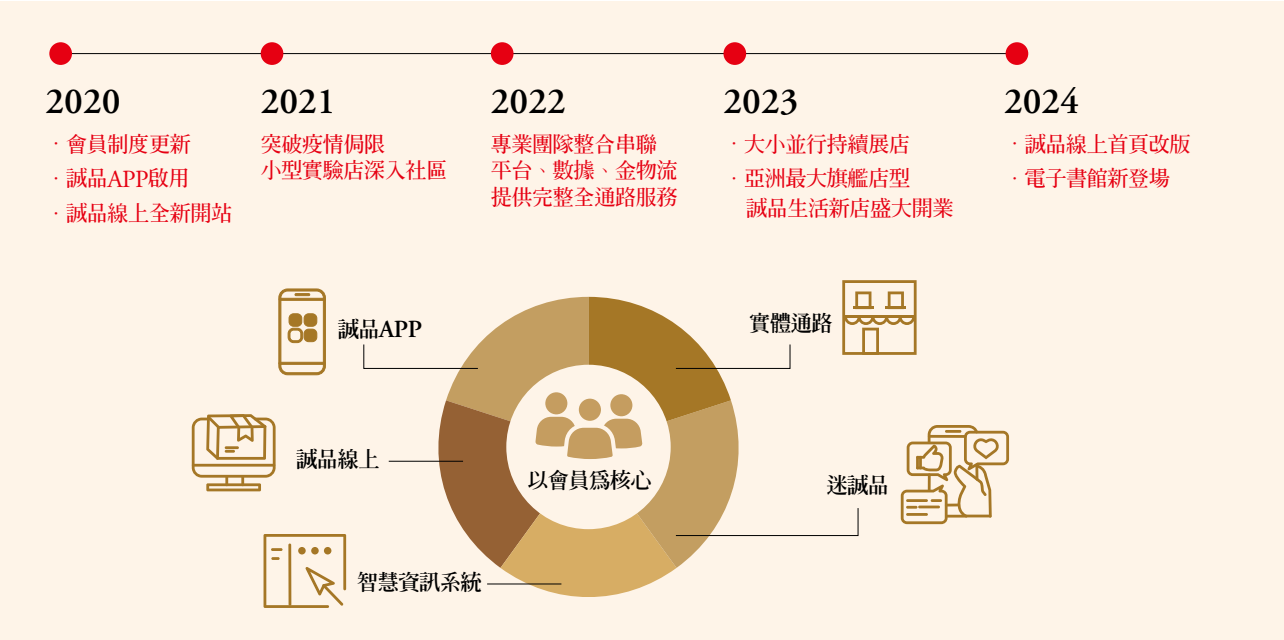 2020
· 會員制度更新
· 誠品APP啟用
· 誠品線上全新開站
2021
突破疫情侷限
小型實驗店深入社區
2022
專業團隊整合串聯
平台、數據、金物流
提供完整全通路服務
2023
· 大小並行持續展店
· 亞洲最大旗艦店型
誠品生活新店盛大開業
2024
· 誠品線上首頁改版
· 電子書館新登場
誠品APP
實體通路
誠品線上
以會員爲核心
迷誠品
智慧資訊系統